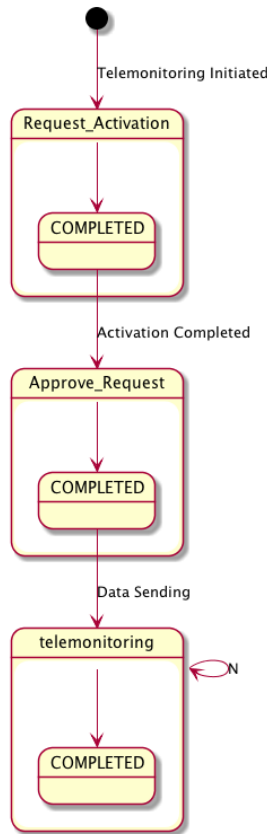 Telemonitoring Initiated
Request_Activation
COMPLETED
Activation Completed
Approve_Request
COMPLETED
Data Sending
telemonitoring
N
COMPLETED